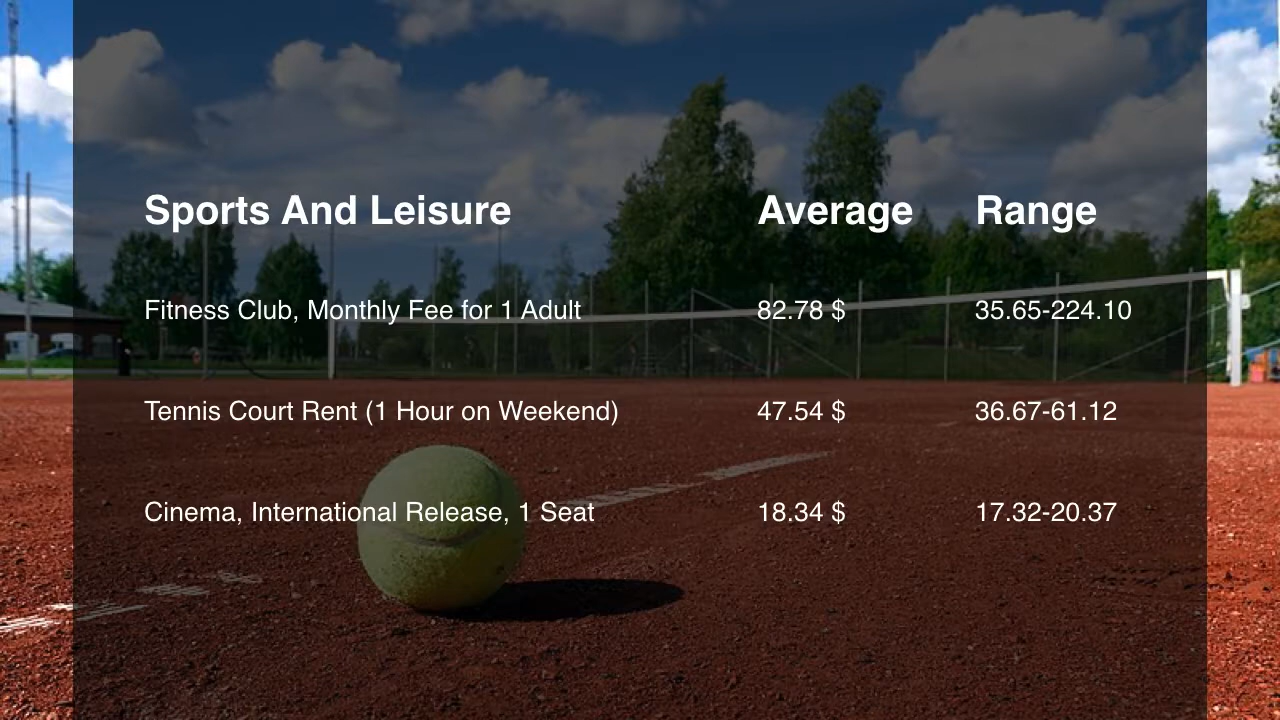 Sports And Leisure Average Range
Fitness Club, Monthly Fee for 1 Adult 82.78 $ 35.65-224.10
Tennis Court Rent (1 Hour on Weekend) 47.54 $ 36.67-61.12
Cinema, International Release, 1 Seat 18.34 $ 17.32-20.37